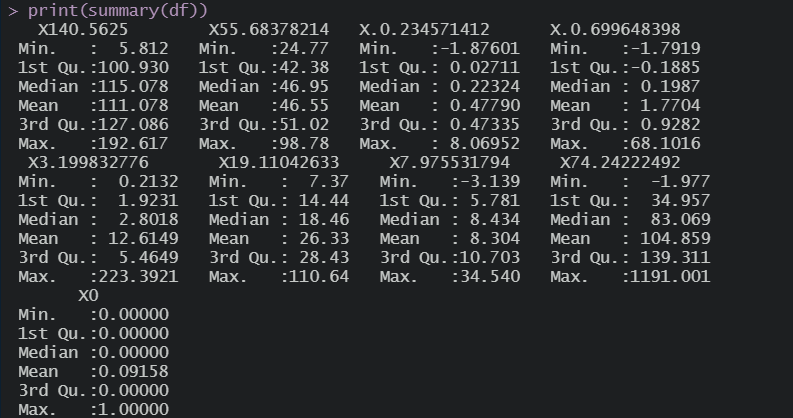 > print(summary(df))
X140.5625 X55.68378214 X.0.234571412 X.0.699648398
Min. : 5.812 Min. :24.77 Min. :-1.87601 Min. :-1.7919
1st Qu.:100.930 1st Qu.:42.38 1st Qu.: 0.02711 1st Qu.:-0.1885
Median :115.078 Median :46.95 Median : 0.22324 Median : 0.1987
Mean :111.078 Mean :46.55 Mean : 0.47790 Mean : 1.7704
3rd Qu.:127.086 3rd Qu.:51.02 3rd Qu.: 0.47335 3rd Qu.: 0.9282
Max. :192.617 Max. :98.78 Max. : 8.06952 Max. :68.1016
X3.199832776 X19.11042633 X7.975531794 X74.24222492
Min. : 0.2132 Min. : 7.37 Min. :-3.139 Min. : -1.977
1st Qu.: 1.9231 1st Qu.: 14.44 1st Qu.: 5.781 1st Qu.: 34.957
Median : 2.8018 Median : 18.46 Median : 8.434 Median : 83.069
Mean : 12.6149 Mean : 26.33 Mean : 8.304 Mean : 104.859
3rd Qu.: 5.4649 3rd Qu.: 28.43 3rd Qu.:10.703 3rd Qu.: 139.311
Max. :223.3921 Max. :110.64 Max. :34.540 Max. :1191.001
X0
Min. :0.00000
1st Qu.:0.00000
Median :0.00000
Mean :0.09158
3rd Qu.:0.00000
Max. :1.00000